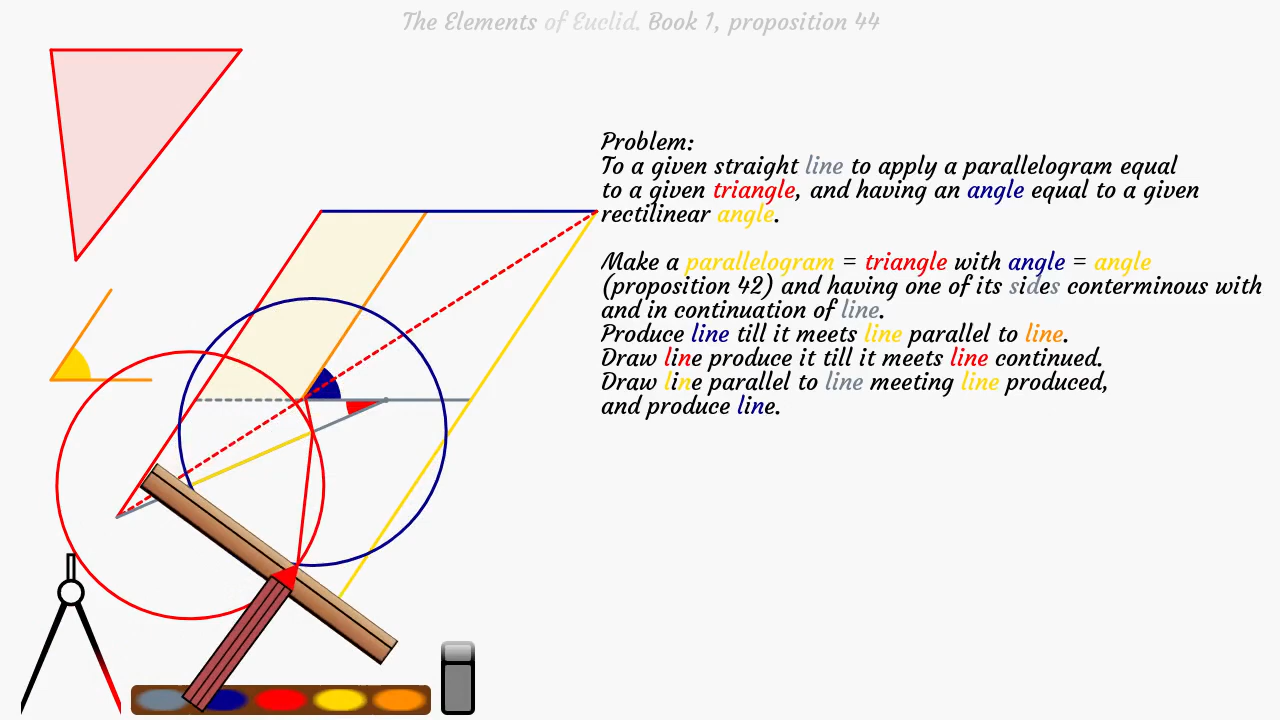 The Elements of Euclid. Book 1, proposition 44
Problem:
To a given straight line to apply a parallelogram equal
to a given triangle, and having an angle equal to a given
rectilinear angle.
Make a parallelogram = triangle with angle = angle
(proposition 42) and having one of its sides conterminous with
and in continuation of line.
Produce line till it meets line parallel to line.
Draw line produce it till it meets line continued.
Draw line parallel to line meeting line produced,
and produce line.